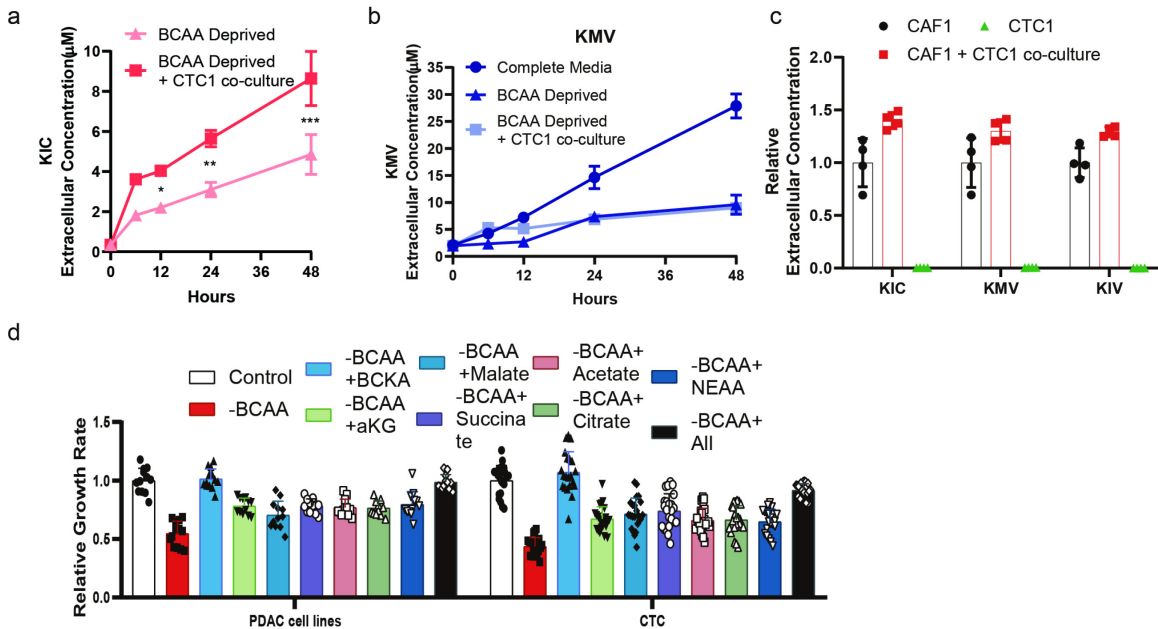 a
BCAA Deprived
BCAA Deprived
+ CTC1 co-culture
KIC
Extracellular Concentration(µM)
10
8
6
4
2
0
*
**
***
0
12
24
36
48
Hours
b
KMV
Complete Media
BCAA Deprived
BCAA Deprived
+ CTC1 co-culture
KMV
Extracellular Concentration(µM)
35
30
25
20
15
10
5
0
0
12
24
36
48
Hours
c
CAF1
CTC1
CAF1 + CTC1 co-culture
Relative
Extracellular Concentration
2.0
1.5
1.0
0.5
0.0
KIC
KMV
KIV
d
Control
-BCAA
-BCAA
+BCKA
-BCAA
+aKG
-BCAA
+Malate
-BCAA+
Succina
te
-BCAA+
Acetate
-BCAA+
Citrate
-BCAA+
NEAA
-BCAA+
All
Relative Growth Rate
1.5
1.0
0.5
0.0
PDAC cell lines
CTC